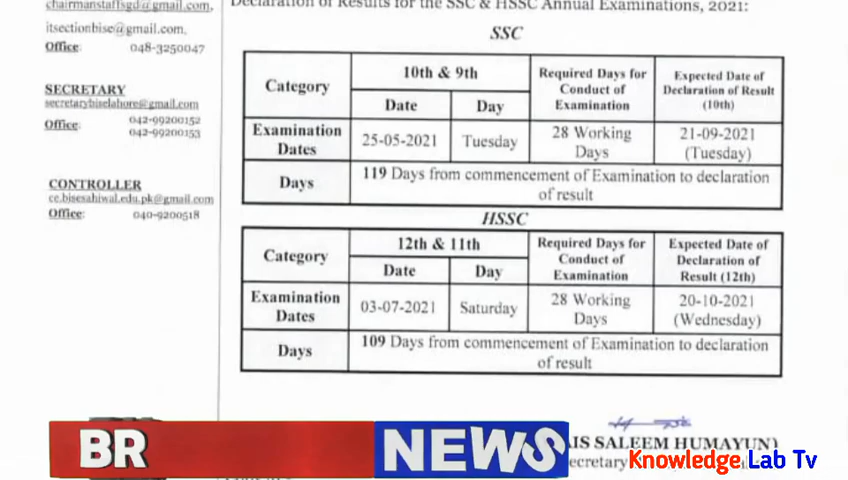 chairmanstaffsgd@gmail.com,
itsectionbise@gmail.com,
Office: 048-3250047
SECRETARY
secretarybiselahore@gmail.com
Office: 042-99200152
042-99200153
CONTROLLER
ce.bisesahiwal.edu.pk@gmail.com
Office: 040-9200518
Declaration of Results for the SSC & HSSC Annual Examinations, 2021:
SSC
Category 10th & 9th Required Days for Conduct of Examination Expected Date of Declaration of Result (10th)
Date Day
Examination Dates 25-05-2021 Tuesday 28 Working Days 21-09-2021 (Tuesday)
Days 119 Days from commencement of Examination to declaration
of result
HSSC
Category 12th & 11th Required Days for Conduct of Examination Expected Date of Declaration of Result (12th)
Date Day
Examination Dates 03-07-2021 Saturday 28 Working Days 20-10-2021 (Wednesday)
Days 109 Days from commencement of Examination to declaration
of result
AIS SALEEM HUMAYUN)
ecretary
BR NEWS
Knowledge Lab Tv